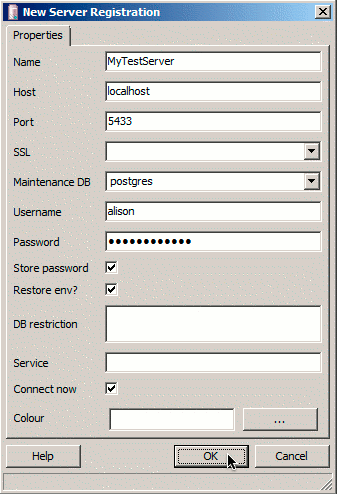 New Server Registration
Properties
Name MyTestServer
Host localhost
Port 5433
SSL
Maintenance DB postgres
Username alison
Password ●●●●●●●●●●●●
Store password
Restore env?
DB restriction
Service
Connect now
Colour ...
Help OK Cancel